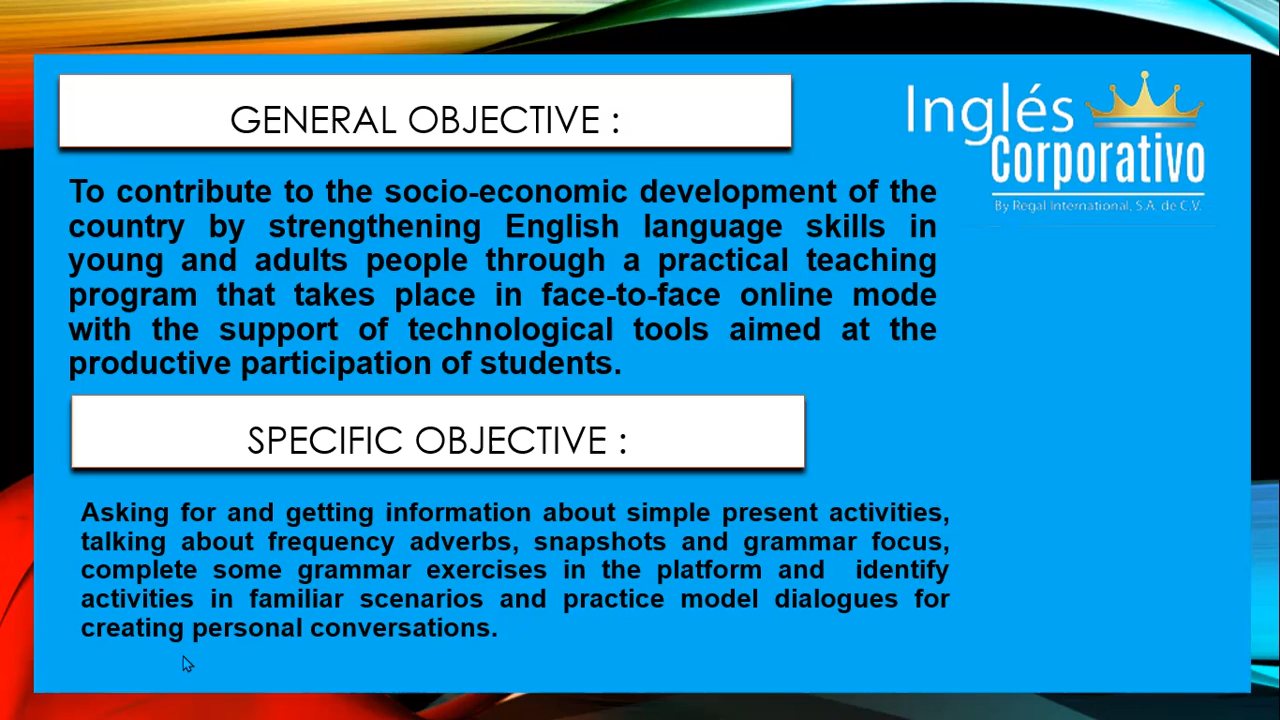 GENERAL OBJECTIVE :
Inglés
Corporativo
By Regal International, S.A. de C.V.
To contribute to the socio-economic development of the
country by strengthening English language skills in
young and adults people through a practical teaching
program that takes place in face-to-face online mode
with the support of technological tools aimed at the
productive participation of students.
SPECIFIC OBJECTIVE :
Asking for and getting information about simple present activities,
talking about frequency adverbs, snapshots and grammar focus,
complete some grammar exercises in the platform and identify
activities in familiar scenarios and practice model dialogues for
creating personal conversations.